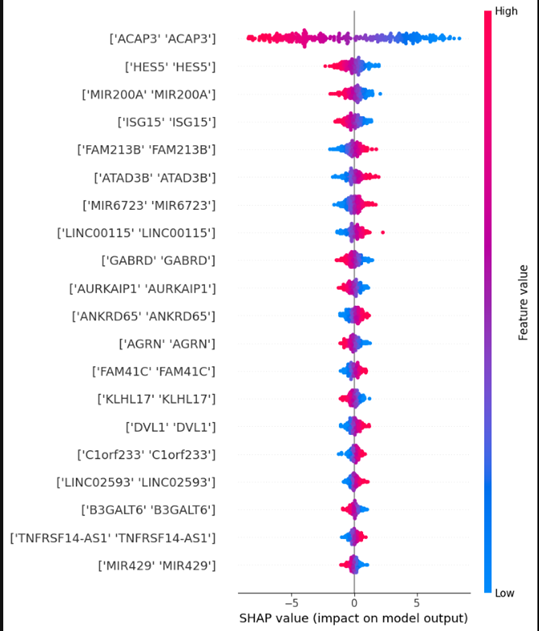 High
['ACAP3' 'ACAP3']
['HES5' 'HES5']
['MIR200A' 'MIR200A']
['ISG15' 'ISG15']
['FAM213B' 'FAM213B']
['ATAD3B' 'ATAD3B']
['MIR6723' 'MIR6723']
['LINC00115' 'LINC00115']
['GABRD' 'GABRD']
['AURKAIP1' 'AURKAIP1']
['ANKRD65' 'ANKRD65']
['AGRN' 'AGRN']
['FAM41C' 'FAM41C']
['KLHL17' 'KLHL17']
['DVL1' 'DVL1']
['C1orf233' 'C1orf233']
['LINC02593' 'LINC02593']
['B3GALT6' 'B3GALT6']
['TNFRSF14-AS1' 'TNFRSF14-AS1']
['MIR429' 'MIR429']
Feature value
Low
−5 0 5
SHAP value (impact on model output)